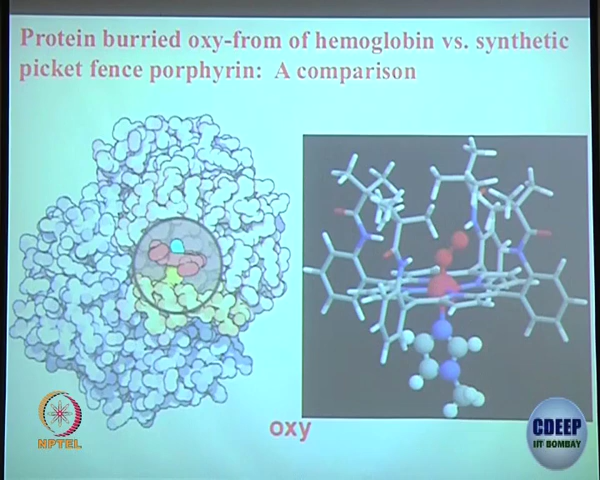 Protein burried oxy-from of hemoglobin vs. synthetic
picket fence porphyrin: A comparison
oxy
NPTEL
CDEEP
IIT BOMBAY